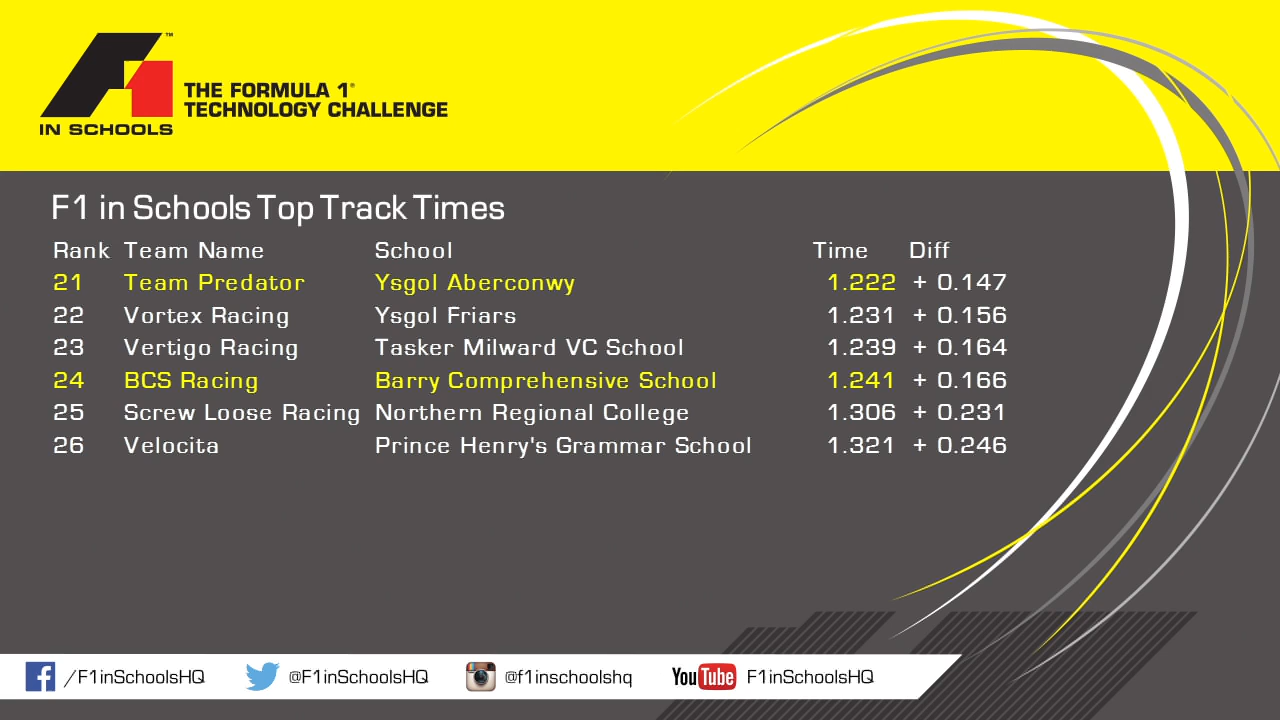 F1™
IN SCHOOLS
THE FORMULA 1®
TECHNOLOGY CHALLENGE
F1 in Schools Top Track Times
Rank Team Name School Time Diff
21 Team Predator Ysgol Aberconwy 1.222 + 0.147
22 Vortex Racing Ysgol Friars 1.231 + 0.156
23 Vertigo Racing Tasker Milward VC School 1.239 + 0.164
24 BCS Racing Barry Comprehensive School 1.241 + 0.166
25 Screw Loose Racing Northern Regional College 1.306 + 0.231
26 Velocita Prince Henry's Grammar School 1.321 + 0.246
/F1inSchoolsHQ @F1inSchoolsHQ @f1inschoolshq YouTube F1inSchoolsHQ